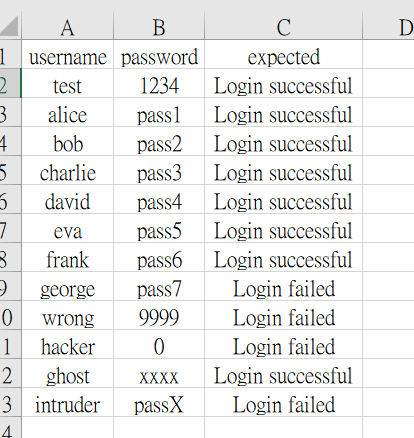 A B C D
1 username password expected
2 test 1234 Login successful
3 alice pass1 Login successful
4 bob pass2 Login successful
5 charlie pass3 Login successful
6 david pass4 Login successful
7 eva pass5 Login successful
8 frank pass6 Login successful
9 george pass7 Login failed
0 wrong 9999 Login failed
1 hacker 0 Login failed
2 ghost xxxx Login successful
3 intruder passX Login failed
4